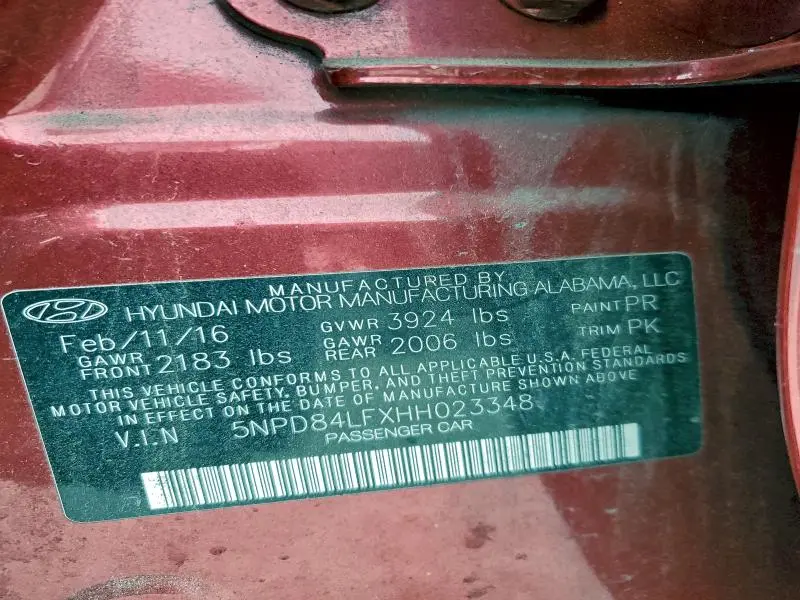 MANUFACTURED BY
HYUNDAI MOTOR MANUFACTURING ALABAMA, LLC
Feb/11/16 GVWR 3924 lbs PAINT PR
GAWR FRONT 2183 lbs GAWR REAR 2006 lbs TRIM PK
THIS VEHICLE CONFORMS TO ALL APPLICABLE U.S.A. FEDERAL
MOTOR VEHICLE SAFETY, BUMPER, AND THEFT PREVENTION STANDARDS
IN EFFECT ON THE DATE OF MANUFACTURE SHOWN ABOVE
V.I.N 5NPD84LFXHH023348
PASSENGER CAR